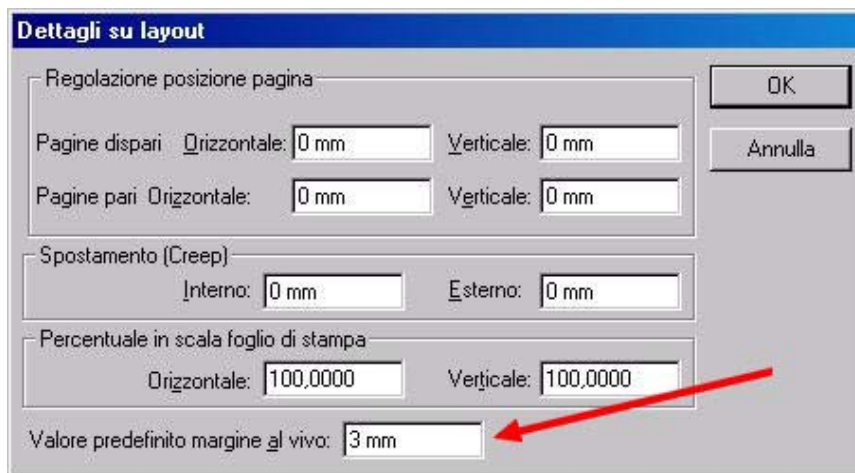 Dettagli su layout
Regolazione posizione pagina
OK
Pagine dispari Orizzontale: 0 mm Verticale: 0 mm
Annulla
Pagine pari Orizzontale: 0 mm Verticale: 0 mm
Spostamento (Creep)
Interno: 0 mm Esterno: 0 mm
Percentuale in scala foglio di stampa
Orizzontale: 100,0000 Verticale: 100,0000
Valore predefinito margine al vivo: 3 mm